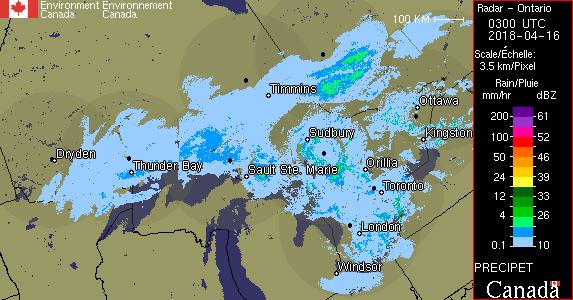 Environment Environnement
Canada Canada
100 KM
Timmins
Ottawa
Sudbury
Kingston
Dryden
Thunder Bay
Sault Ste. Marie
Orillia
Toronto
London
Windsor
Radar - Ontario
0300 UTC
2018-04-16
Scale/Échelle:
3.5 km/Pixel
Rain/Pluie
mm/hr dBZ
200 61
100 52
50 46
24 39
12 33
4 26
0.1 10
PRECIPET
Canada